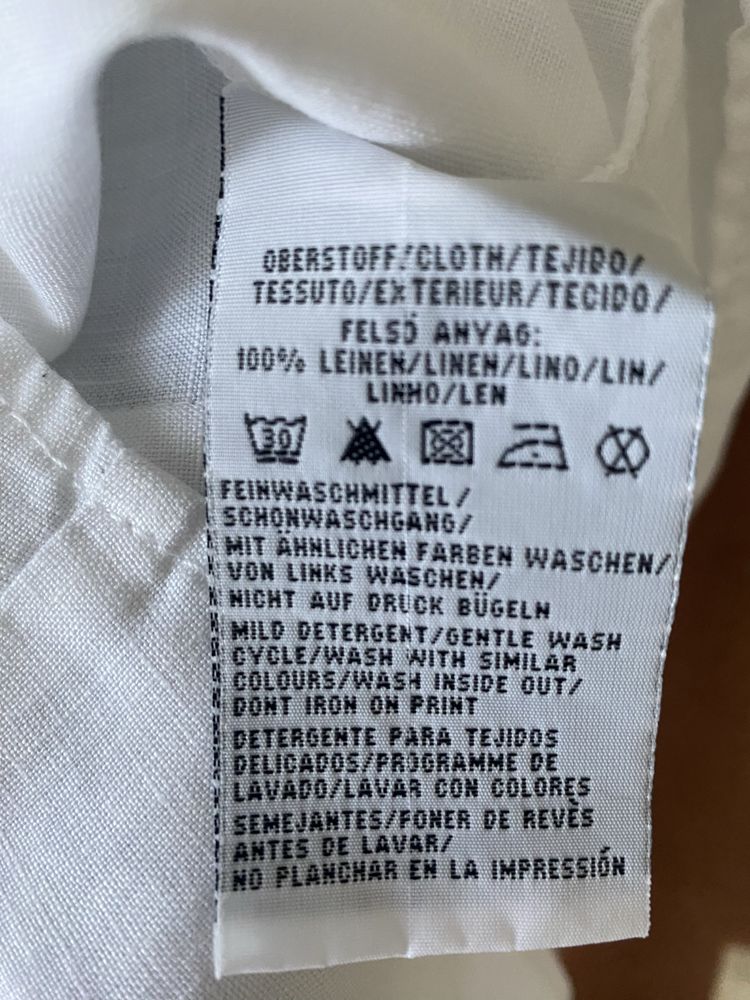 OBERSTOFF/CLOTH/TEJIDO/
TESSUTO/EXTERIEUR/TECIDO/
FELSŐ ANYAG:
100% LEINEN/LINEN/LINO/LIN/
LINHO/LEN
30
FEINWASCHMITTEL/
SCHONWASCHGANG/
MIT ÄHNLICHEN FARBEN WASCHEN/
VON LINKS WASCHEN/
NICHT AUF DRUCK BÜGELN
MILD DETERGENT/GENTLE WASH
CYCLE/WASH WITH SIMILAR
COLOURS/WASH INSIDE OUT/
DONT IRON ON PRINT
DETERGENTE PARA TEJIDOS
DELICADOS/PROGRAMME DE
LAVADO/LAVAR CON COLORES
SEMEJANTES/PONER DE REVÈS
ANTES DE LAVAR/
NO PLANCHAR EN LA IMPRESSIÓN